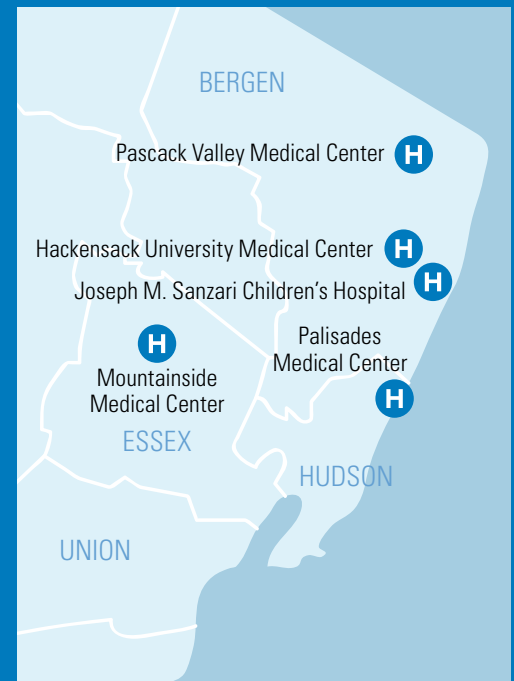 BERGEN
Pascack Valley Medical Center H
Hackensack University Medical Center H
Joseph M. Sanzari Children's Hospital H
H
Mountainside
Medical Center
Palisades
Medical Center
H
ESSEX
HUDSON
UNION